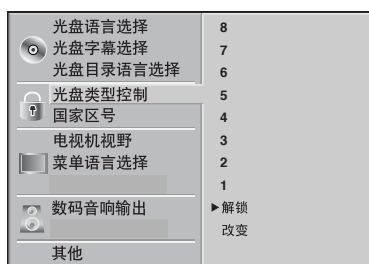 光盘语言选择
光盘字幕选择
光盘目录语言选择
光盘类型控制
国家区号
电视机视野
菜单语言选择
数码音响输出
其他
8
7
6
5
4
3
2
1
▶解锁
改变